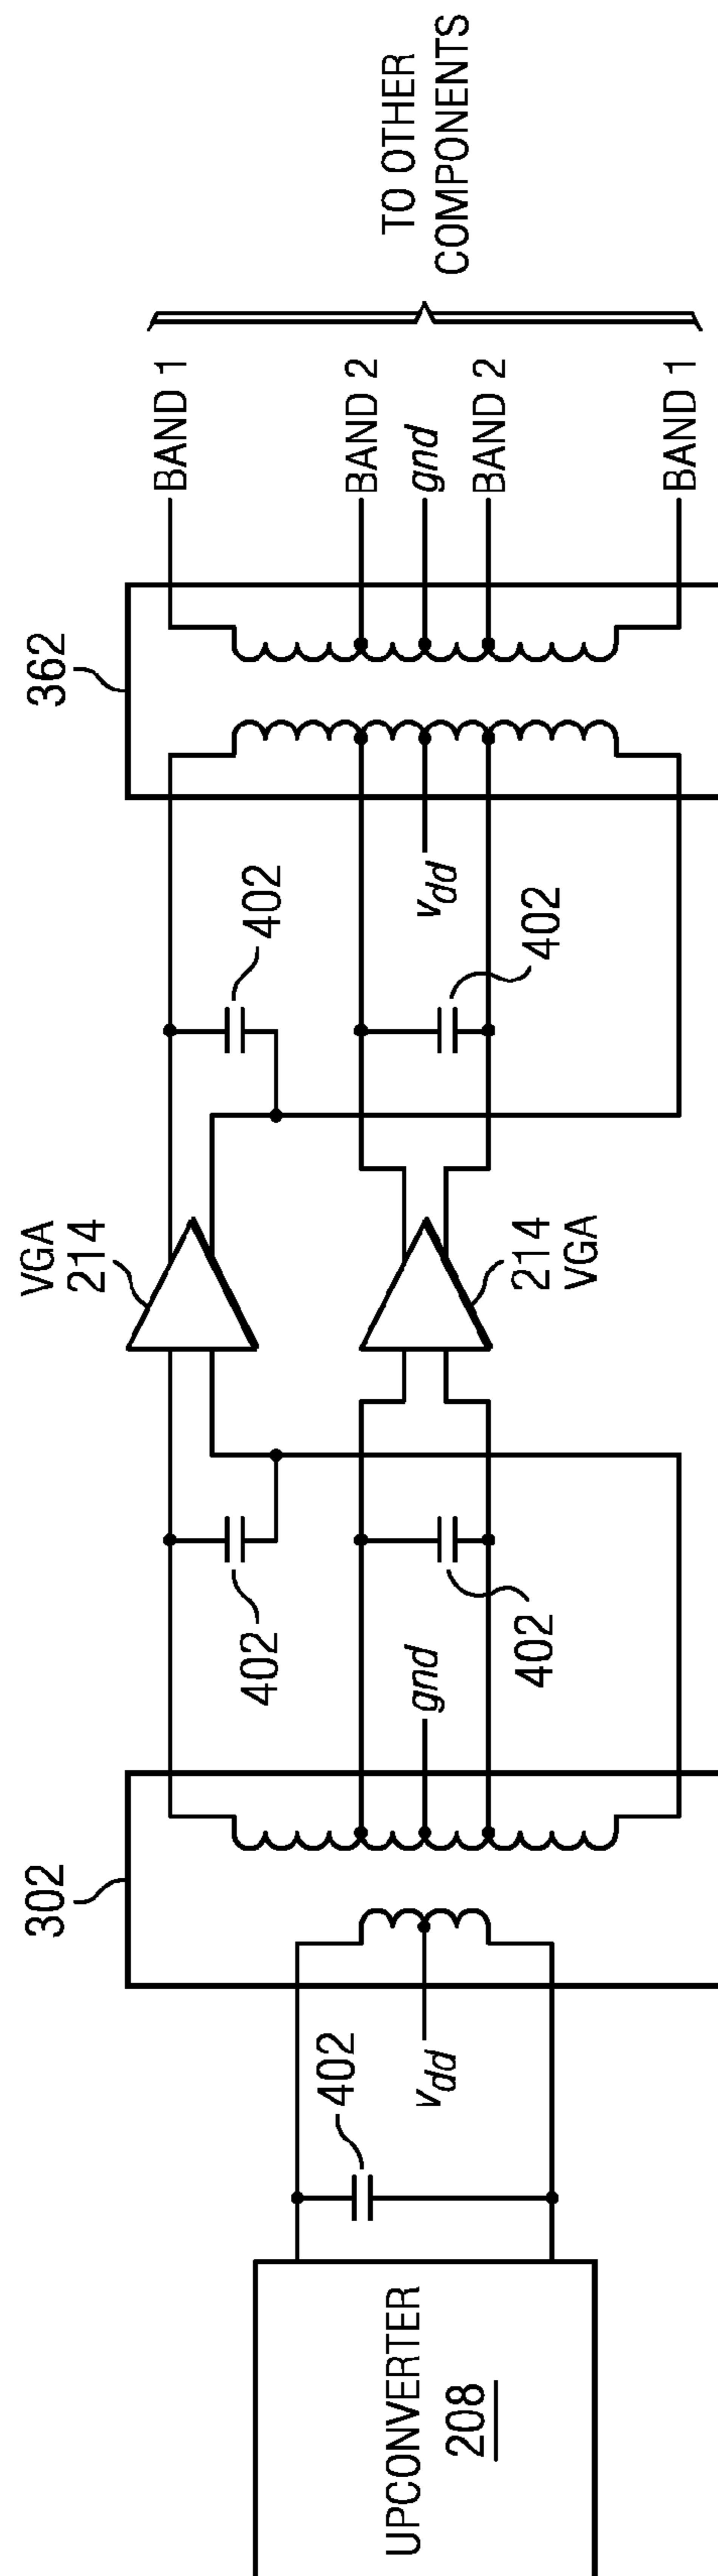 UPCONVERTER
208
402
Vdd
302
402
gnd
402
VGA
214
214
VGA
402
402
Vdd
362
BAND 1
BAND 2
gnd
BAND 2
BAND 1
TO OTHER
COMPONENTS